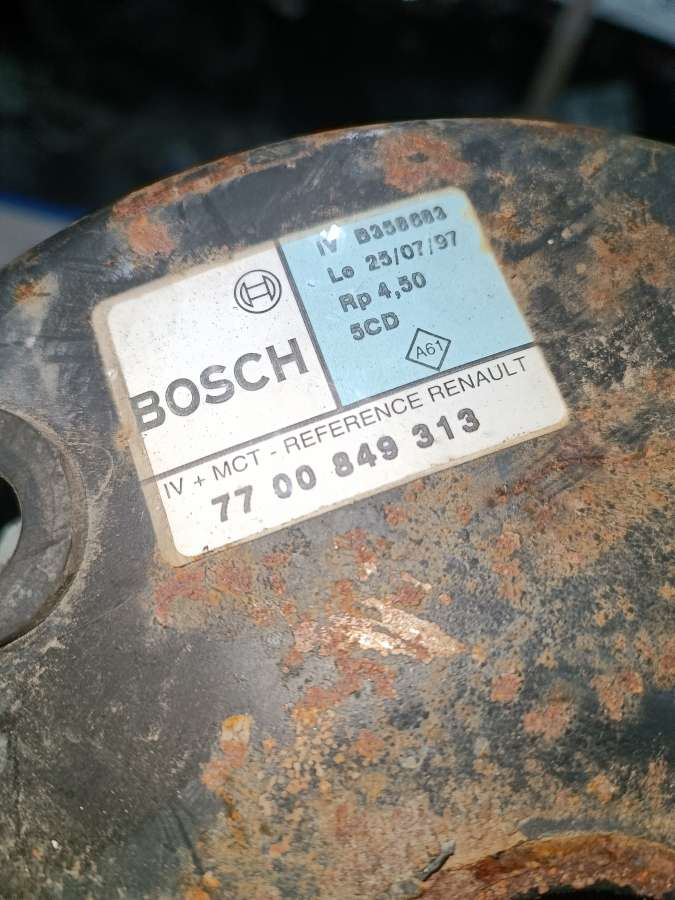 IV B358683
Le 25/07/97
Rp 4,50
5CD
A61
BOSCH
IV + MCT - REFERENCE RENAULT
77 00 849 313